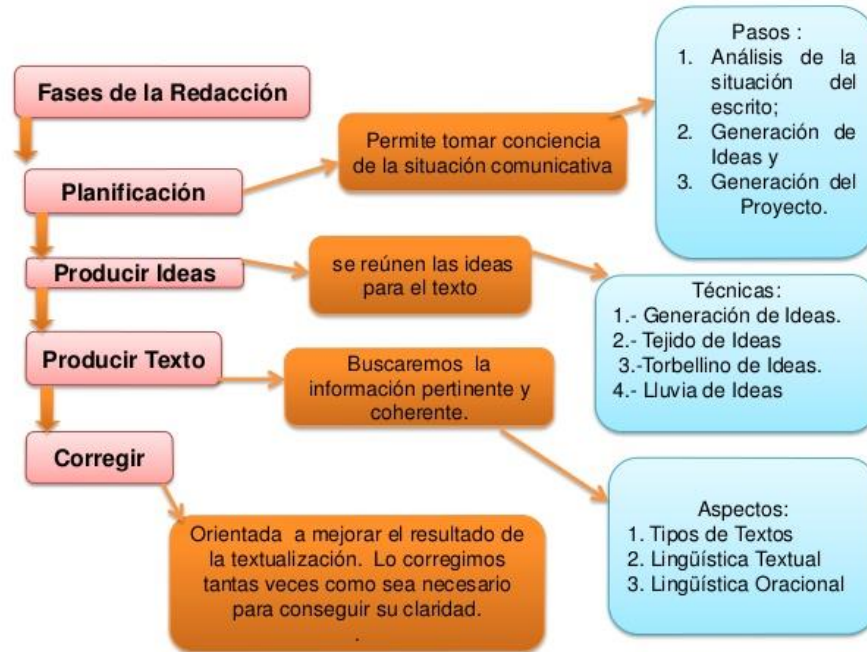 Fases de la Redacción
Planificación
Permite tomar conciencia
de la situación comunicativa
Pasos :
1. Análisis de la
situación del
escrito;
2. Generación de
Ideas y
3. Generación del
Proyecto.
Producir Ideas
se reúnen las ideas
para el texto
Técnicas:
1.- Generación de Ideas.
2.- Tejido de Ideas
3.-Torbellino de Ideas.
4.- Lluvia de Ideas
Producir Texto
Buscaremos la
información pertinente y
coherente.
Aspectos:
1. Tipos de Textos
2. Lingüística Textual
3. Lingüística Oracional
Corregir
Orientada a mejorar el resultado de
la textualización. Lo corregimos
tantas veces como sea necesario
para conseguir su claridad.
.